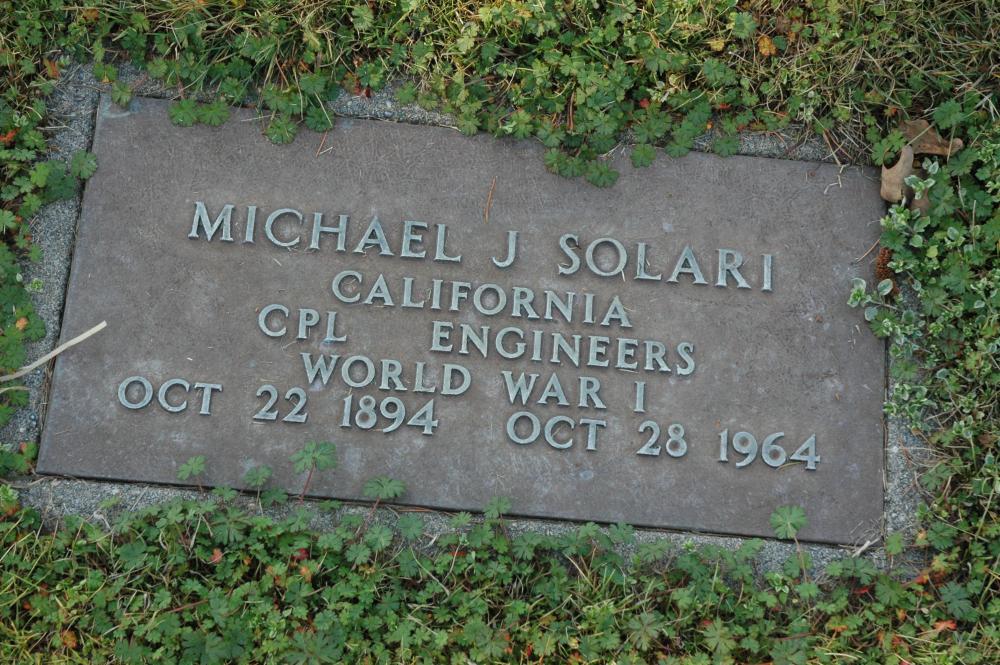 MICHAEL J SOLARI
CALIFORNIA
CPL ENGINEERS
WORLD WAR I
OCT 22 1894 OCT 28 1964